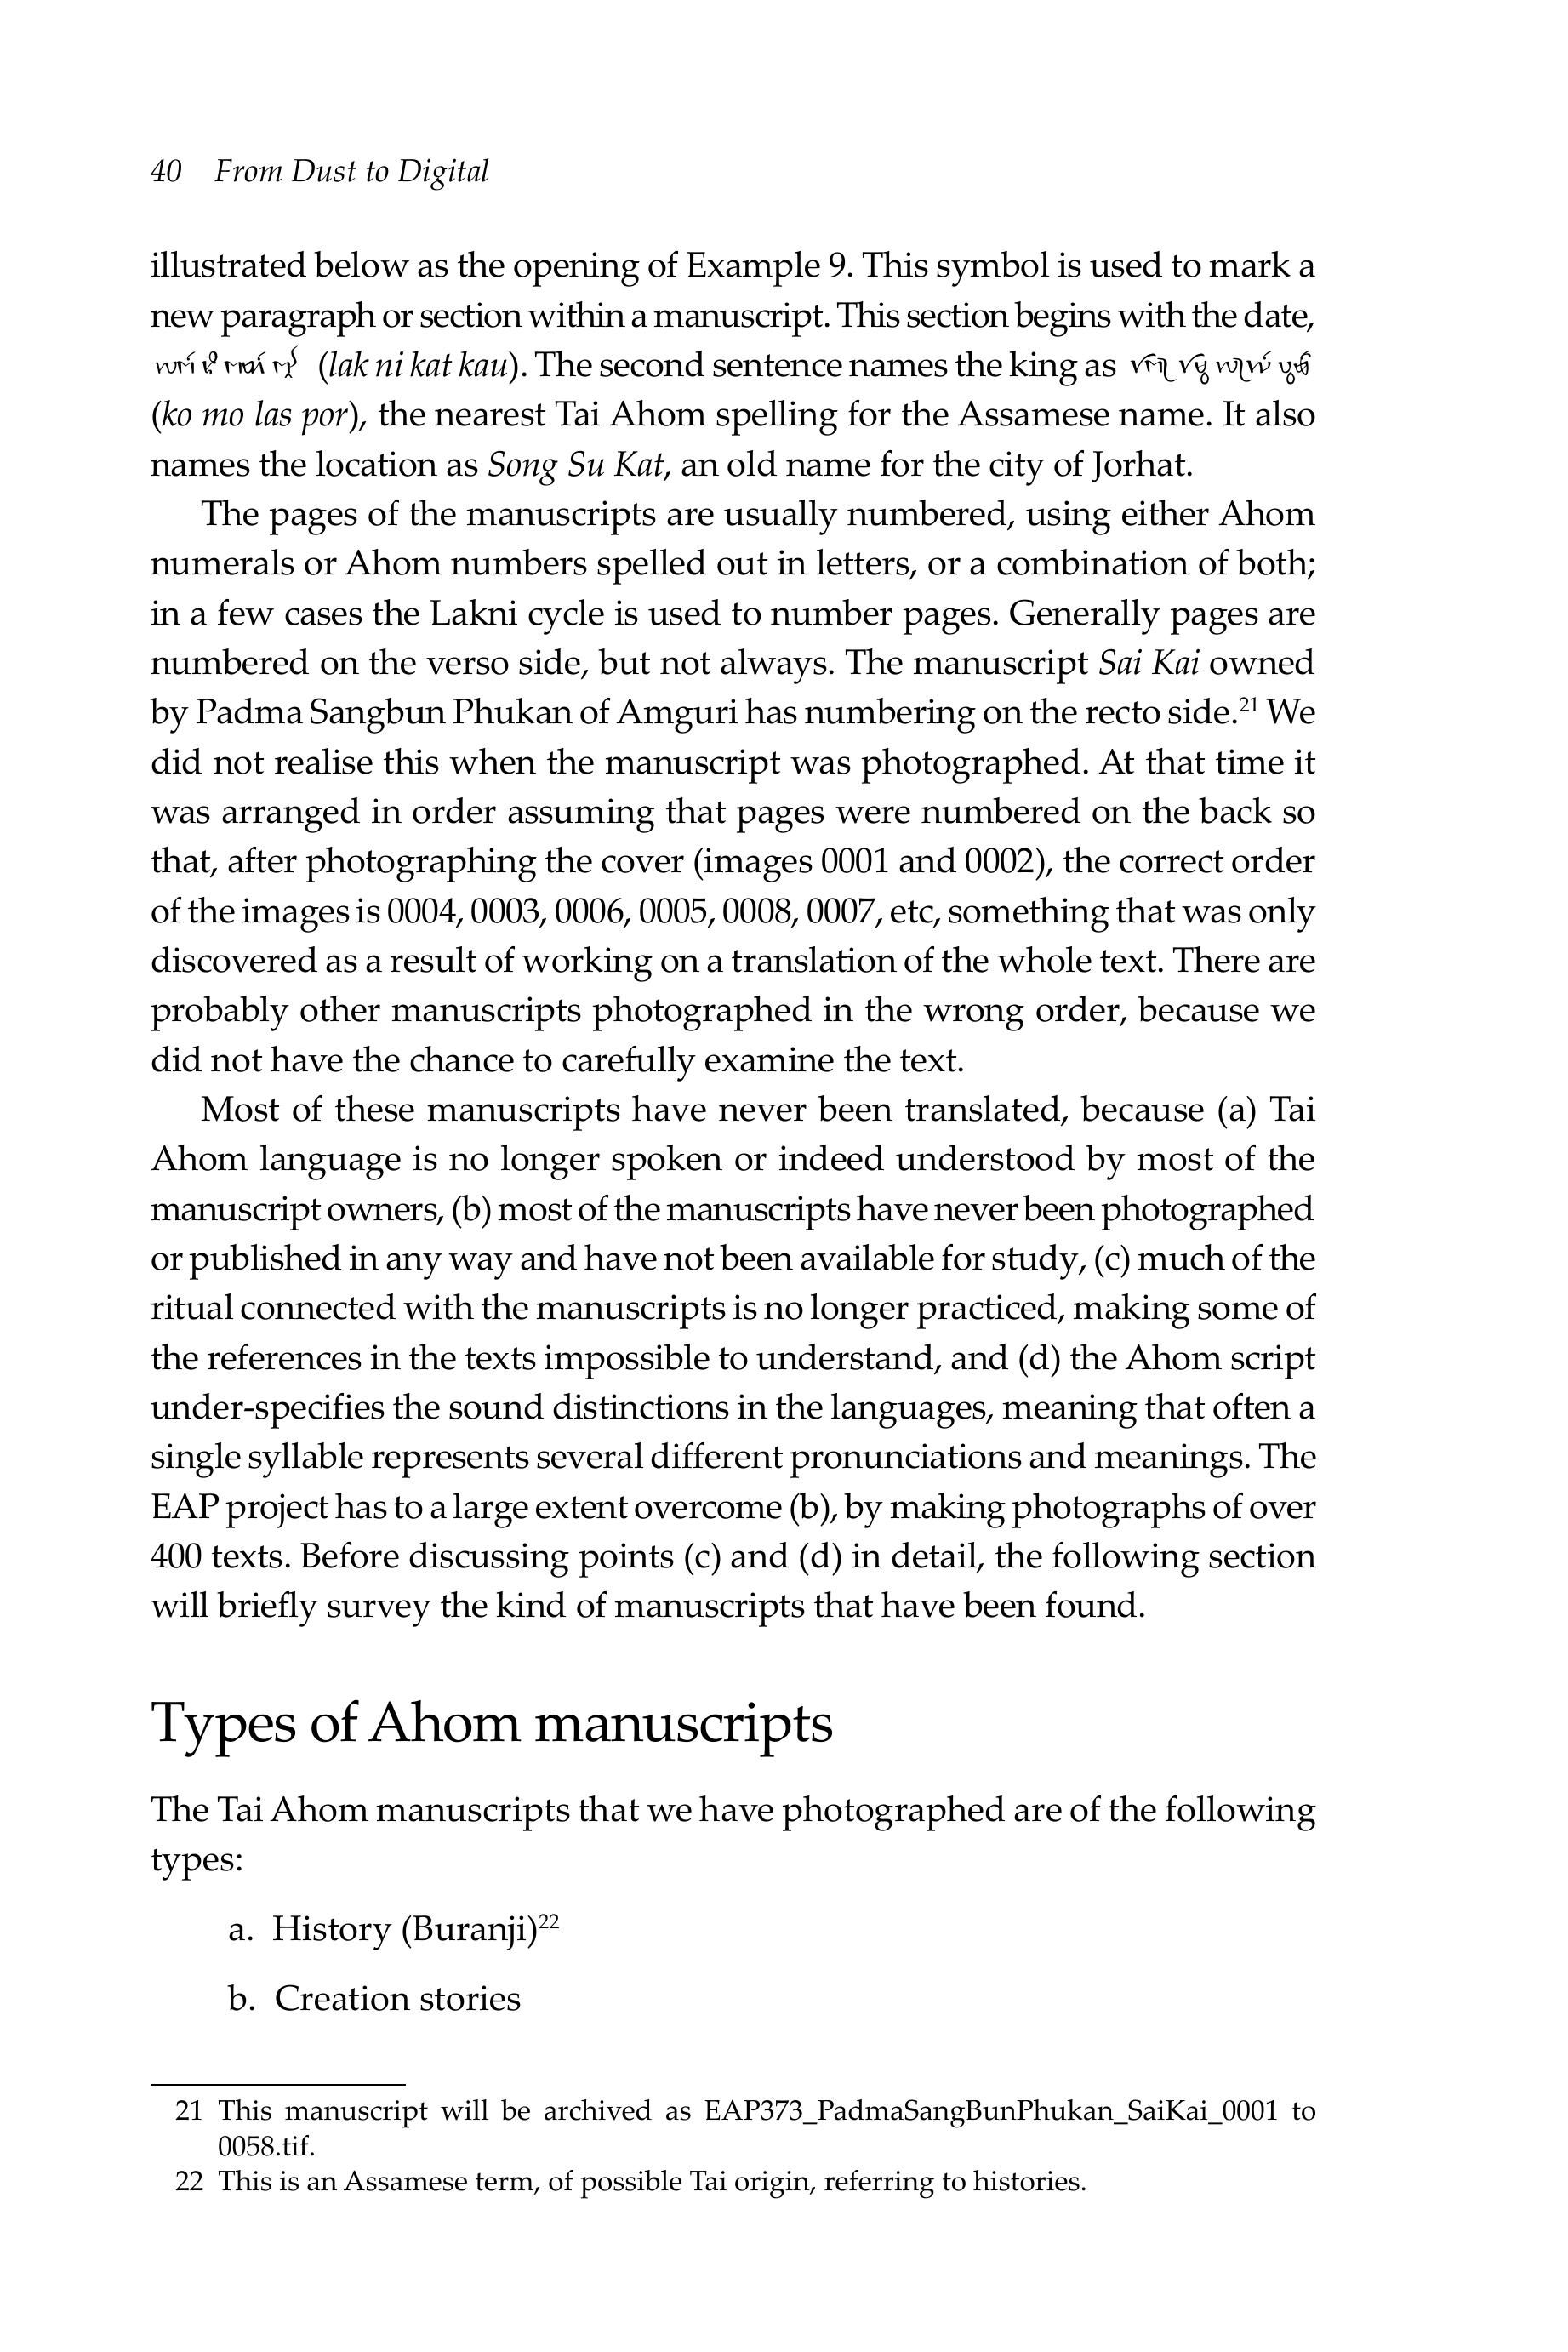 40 From Dust to Digital
illustrated below as the opening of Example 9. This symbol is used to mark a
new paragraph or section within a manuscript. This section begins with the date,
(lak ni kat kau). The second sentence names the king as
(ko mo las por), the nearest Tai Ahom spelling for the Assamese name. It also
names the location as Song Su Kat, an old name for the city of Jorhat.
The pages of the manuscripts are usually numbered, using either Ahom
numerals or Ahom numbers spelled out in letters, or a combination of both;
in a few cases the Lakni cycle is used to number pages. Generally pages are
numbered on the verso side, but not always. The manuscript Sai Kai owned
by Padma Sangbun Phukan of Amguri has numbering on the recto side.21 We
did not realise this when the manuscript was photographed. At that time it
was arranged in order assuming that pages were numbered on the back so
that, after photographing the cover (images 0001 and 0002), the correct order
of the images is 0004, 0003, 0006, 0005, 0008, 0007, etc, something that was only
discovered as a result of working on a translation of the whole text. There are
probably other manuscripts photographed in the wrong order, because we
did not have the chance to carefully examine the text.
Most of these manuscripts have never been translated, because (a) Tai
Ahom language is no longer spoken or indeed understood by most of the
manuscript owners, (b) most of the manuscripts have never been photographed
or published in any way and have not been available for study, (c) much of the
ritual connected with the manuscripts is no longer practiced, making some of
the references in the texts impossible to understand, and (d) the Ahom script
under-specifies the sound distinctions in the languages, meaning that often a
single syllable represents several different pronunciations and meanings. The
EAP project has to a large extent overcome (b), by making photographs of over
400 texts. Before discussing points (c) and (d) in detail, the following section
will briefly survey the kind of manuscripts that have been found.
Types of Ahom manuscripts
The Tai Ahom manuscripts that we have photographed are of the following
types:
a. History (Buranji)22
b. Creation stories
21 This manuscript will be archived as EAP373_PadmaSangBunPhukan_SaiKai_0001 to
0058.tif.
22 This is an Assamese term, of possible Tai origin, referring to histories.